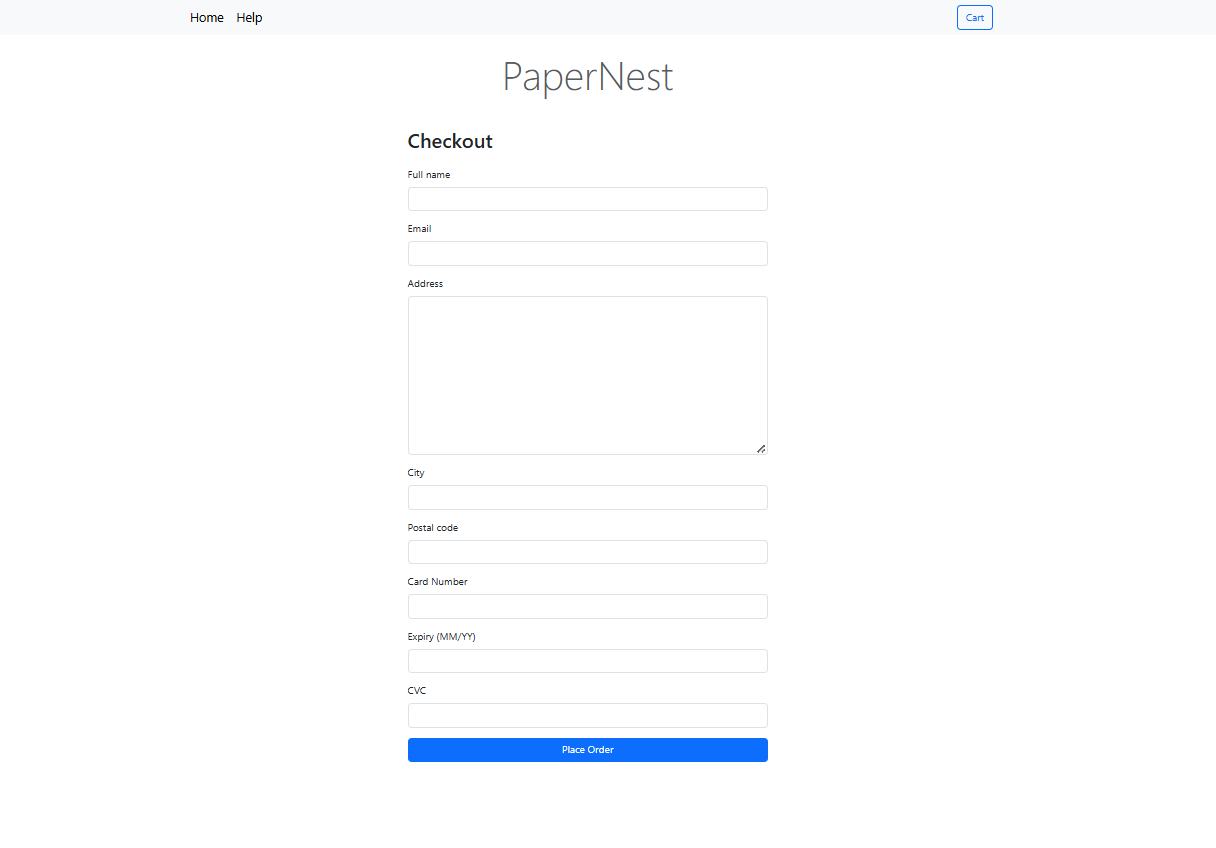 Home Help Cart
PaperNest
Checkout
Full name
Email
Address
City
Postal code
Card Number
Expiry (MM/YY)
CVC
Place Order